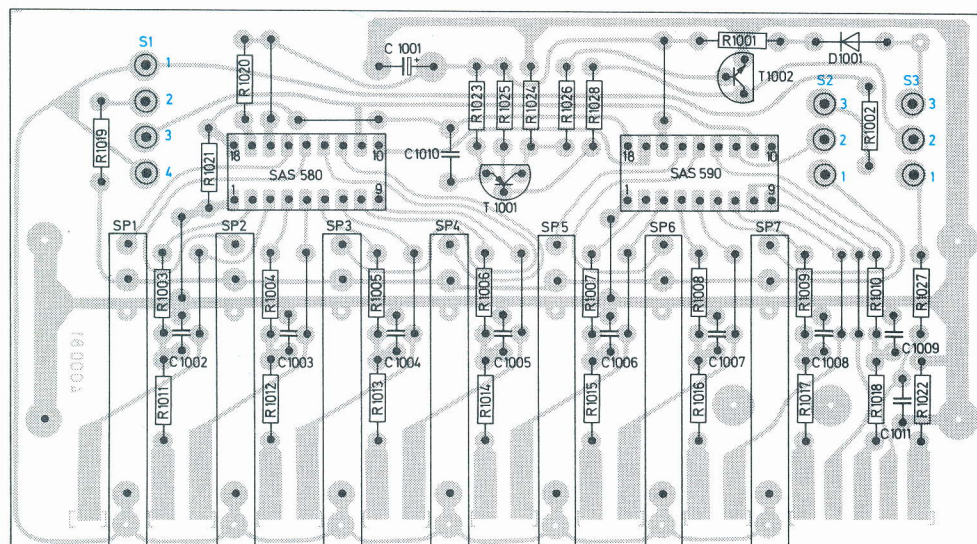 S1
1
2
3
4
R1019
R1020
R1021
C 1001
+
R1023
R1025
R1024
R1026
R1028
C1010
T 1001
R1001
D1001
T1002
S2
3
2
1
R1002
S3
3
2
1
18
10
SAS 580
1
9
18
10
SAS 590
1
9
SP1
SP2
SP3
SP4
SP5
SP6
SP7
R1003
R1004
R1005
R1006
R1007
R1008
R1009
R1010
R1027
C1002
C1003
C1004
C1005
C1006
C1007
C1008
C1009
R1011
R1012
R1013
R1014
R1015
R1016
R1017
R1018
R1022
C1011